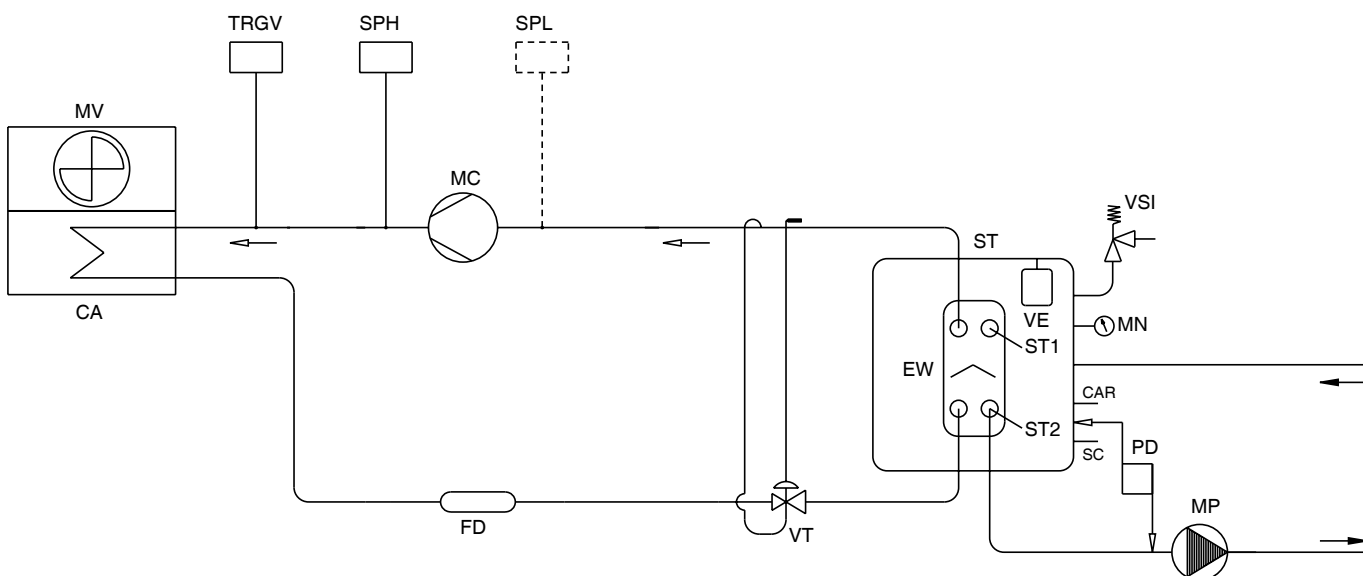 TRGV
SPH
SPL
MV
MC
VSI
ST
CA
VE
MN
ST1
EW
CAR
ST2
SC
PD
MP
FD
VT